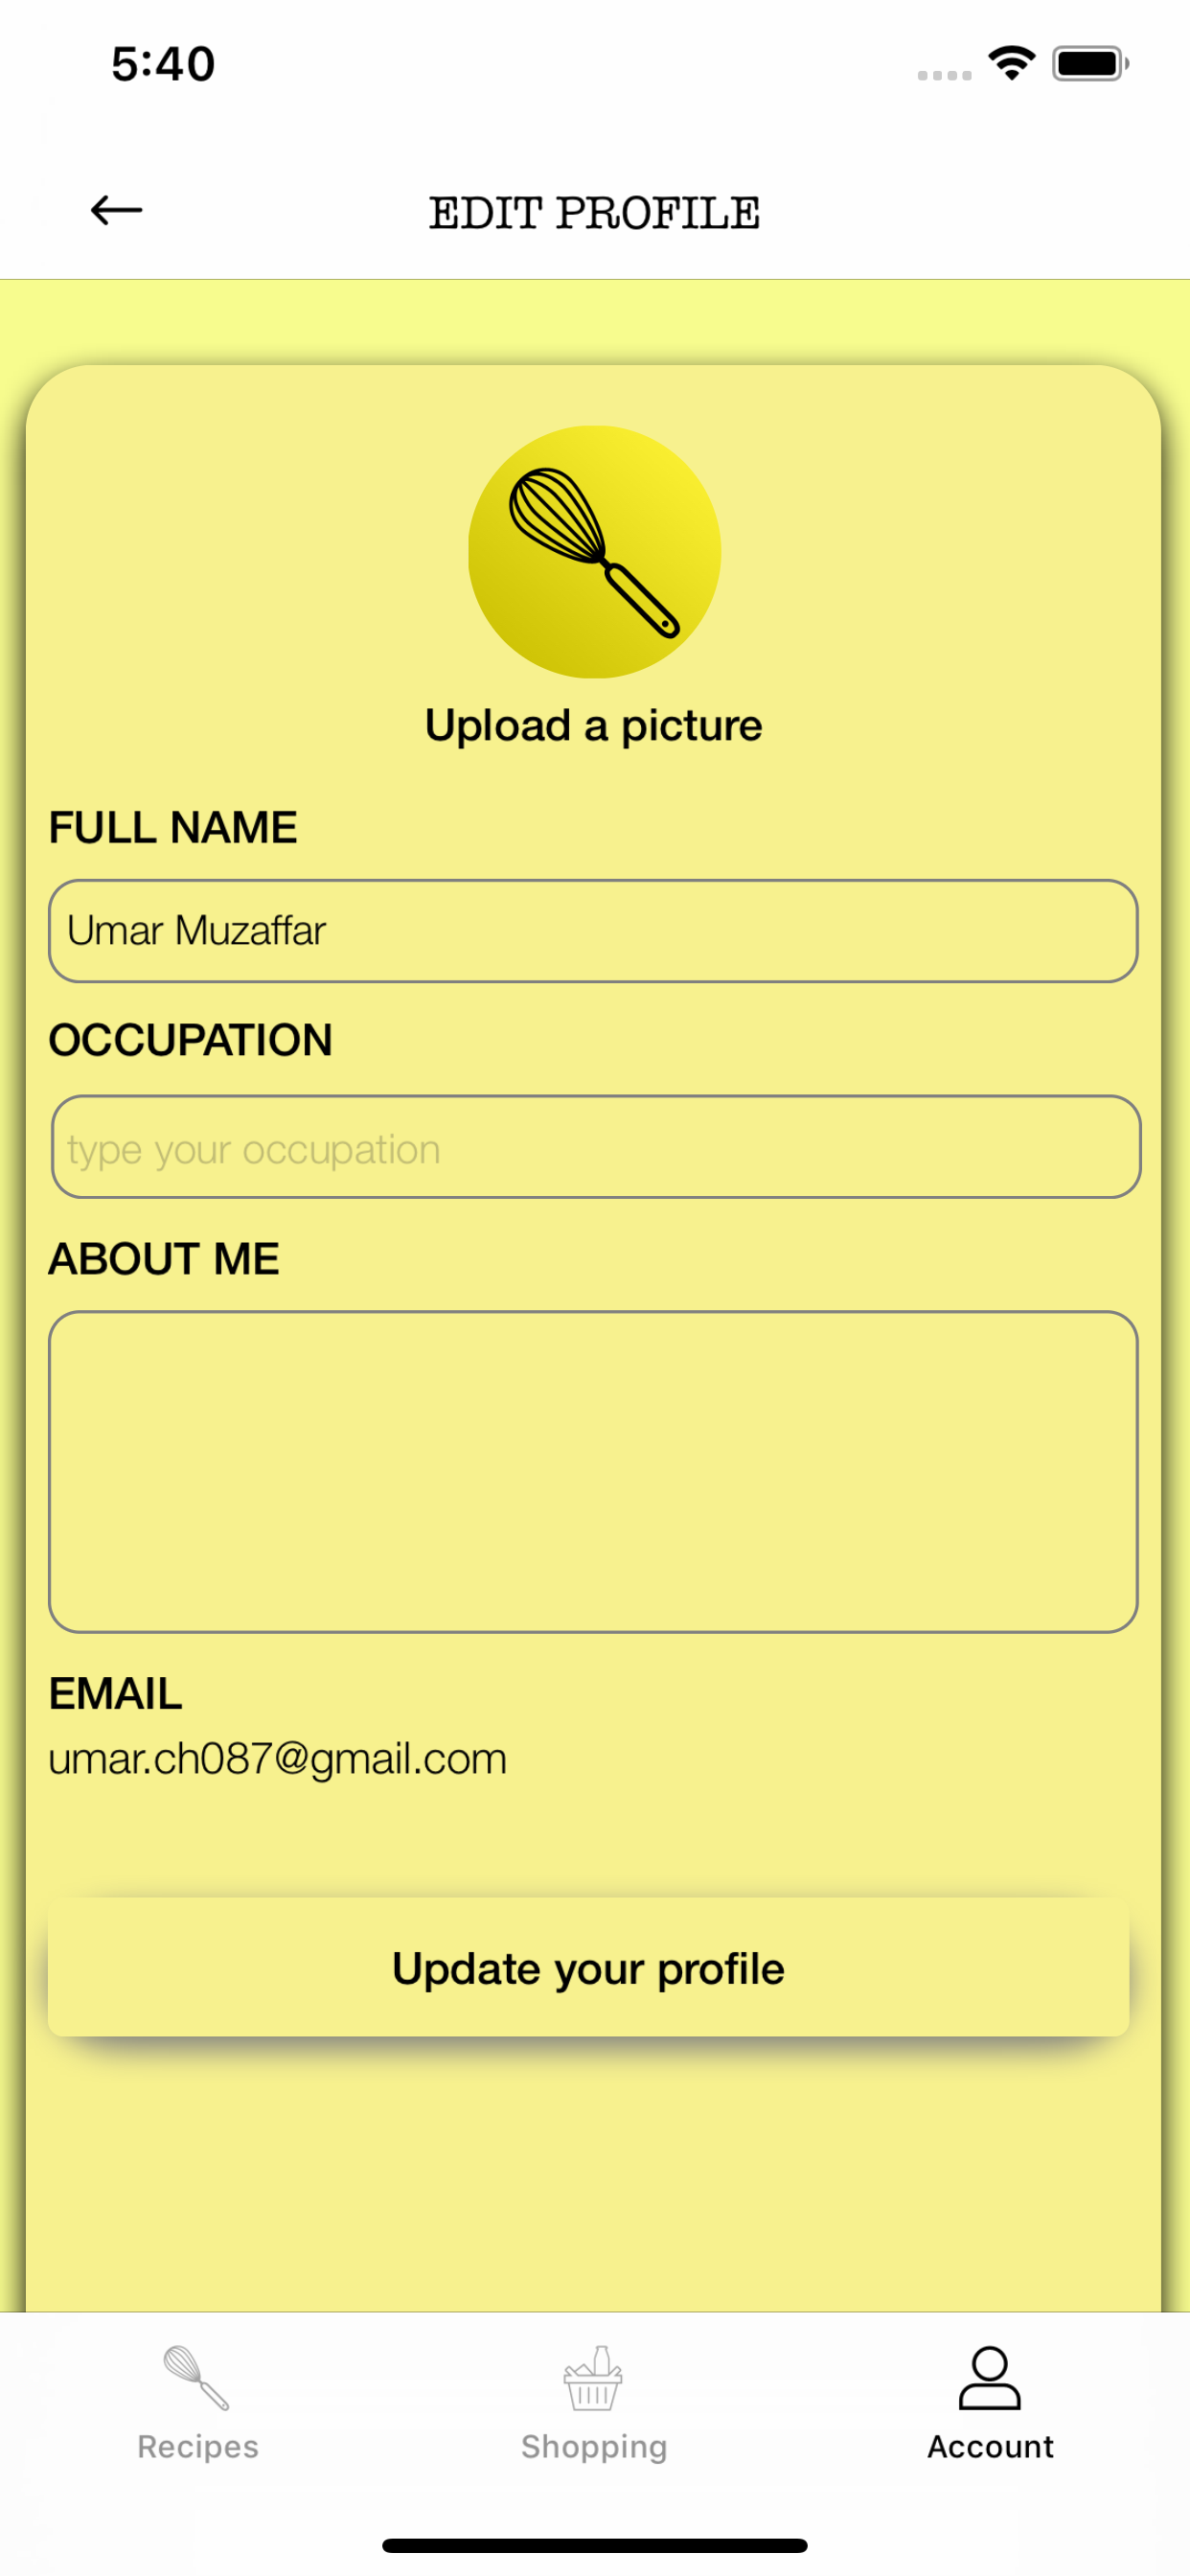 5:40
EDIT PROFILE
Upload a picture
FULL NAME
Umar Muzaffar
OCCUPATION
type your occupation
ABOUT ME
EMAIL
umar.ch087@gmail.com
Update your profile
Recipes
Shopping
Account